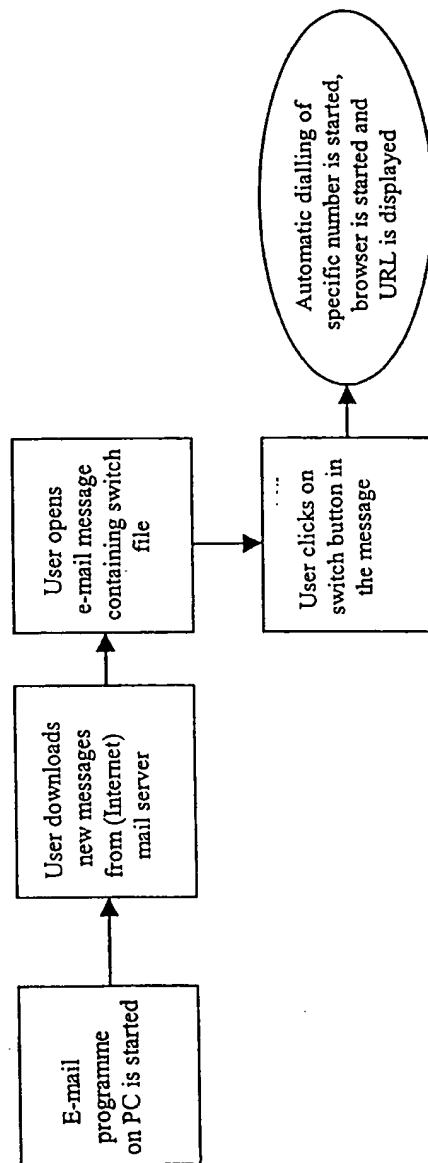 E-mail
programme
on PC is started
User downloads
new messages
from (Internet)
mail server
User opens
e-mail message
containing switch
file
User clicks on
switch button in
the message
Automatic dialling of
specific number is started,
browser is started and
URL is displayed